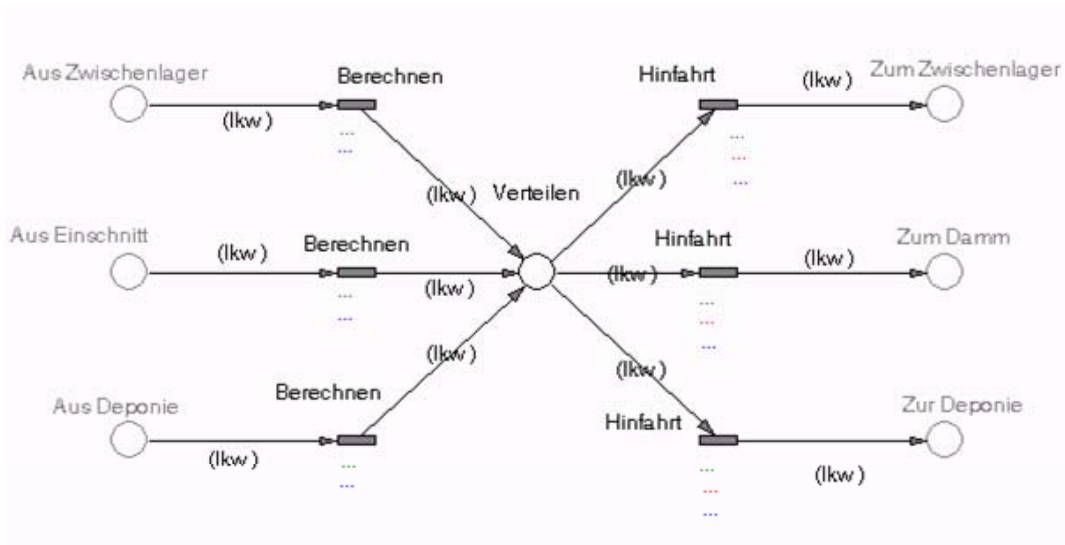 Aus Zwischenlager
Berechnen
Hinfahrt
Zum Zwischenlager
(lkw)
(lkw)
...
...
...
...
...
(lkw)
Verteilen
(lkw)
Aus Einschnitt
Berechnen
Hinfahrt
Zum Damm
(lkw)
(lkw)
(lkw)
(lkw)
...
...
...
...
...
(lkw)
(lkw)
Aus Deponie
Berechnen
Hinfahrt
Zur Deponie
(lkw)
(lkw)
...
...
...
...
...